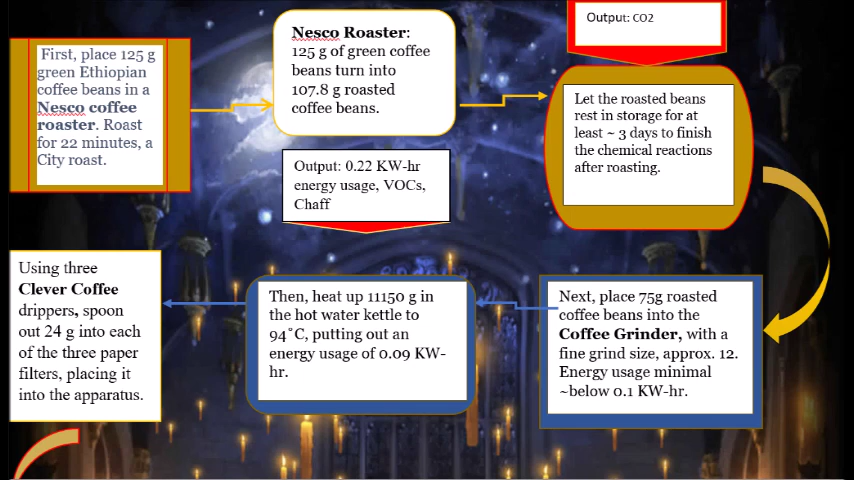 First, place 125 g
green Ethiopian
coffee beans in a
Nesco coffee
roaster. Roast
for 22 minutes, a
City roast.
Nesco Roaster:
125 g of green coffee
beans turn into
107.8 g roasted
coffee beans.
Output: 0.22 KW-hr
energy usage, VOCs,
Chaff
Output: CO2
Let the roasted beans
rest in storage for at
least ~ 3 days to finish
the chemical reactions
after roasting.
Next, place 75g roasted
coffee beans into the
Coffee Grinder, with a
fine grind size, approx. 12.
Energy usage minimal
~below 0.1 KW-hr.
Then, heat up 11150 g in
the hot water kettle to
94˚C, putting out an
energy usage of 0.09 KW-
hr.
Using three
Clever Coffee
drippers, spoon
out 24 g into each
of the three paper
filters, placing it
into the apparatus.